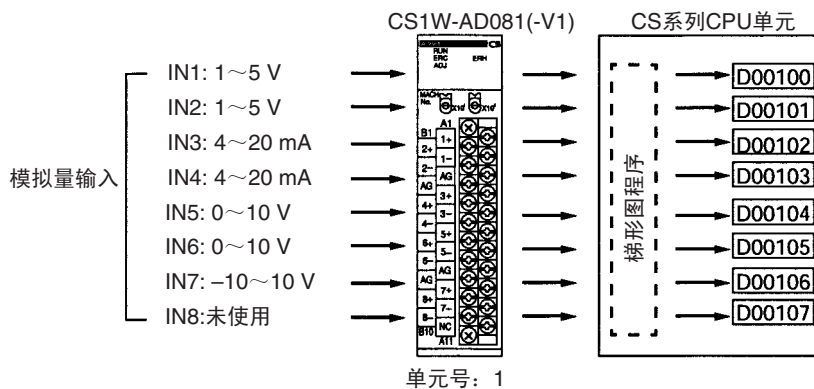 CS1W-AD081(-V1)
CS系列CPU单元
模拟量输入
IN1: 1～5 V
IN2: 1～5 V
IN3: 4～20 mA
IN4: 4～20 mA
IN5: 0～10 V
IN6: 0～10 V
IN7: –10～10 V
IN8:未使用
CS
RUN
ERC
ADJ
ERH
MACH
No.
X10¹
X10⁰
A1
B1
1+
2+
1–
2–
AG
AG
3+
4+
3–
4–
5+
6+
5–
6–
AG
AG
7+
8+
7–
8–
NC
B10
A11
单元号：1
梯形图程序
D00100
D00101
D00102
D00103
D00104
D00105
D00106
D00107